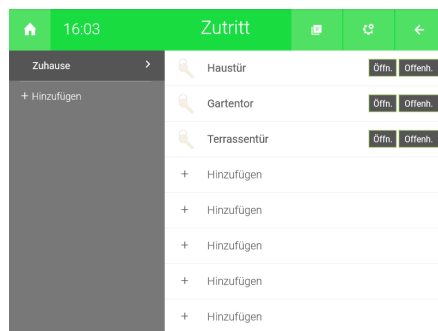 16:03 Zutritt
Zuhause
+ Hinzufügen
Haustür Öffn. Offenh.
Gartentor Öffn. Offenh.
Terrassentür Öffn. Offenh.
+ Hinzufügen
+ Hinzufügen
+ Hinzufügen
+ Hinzufügen
+ Hinzufügen